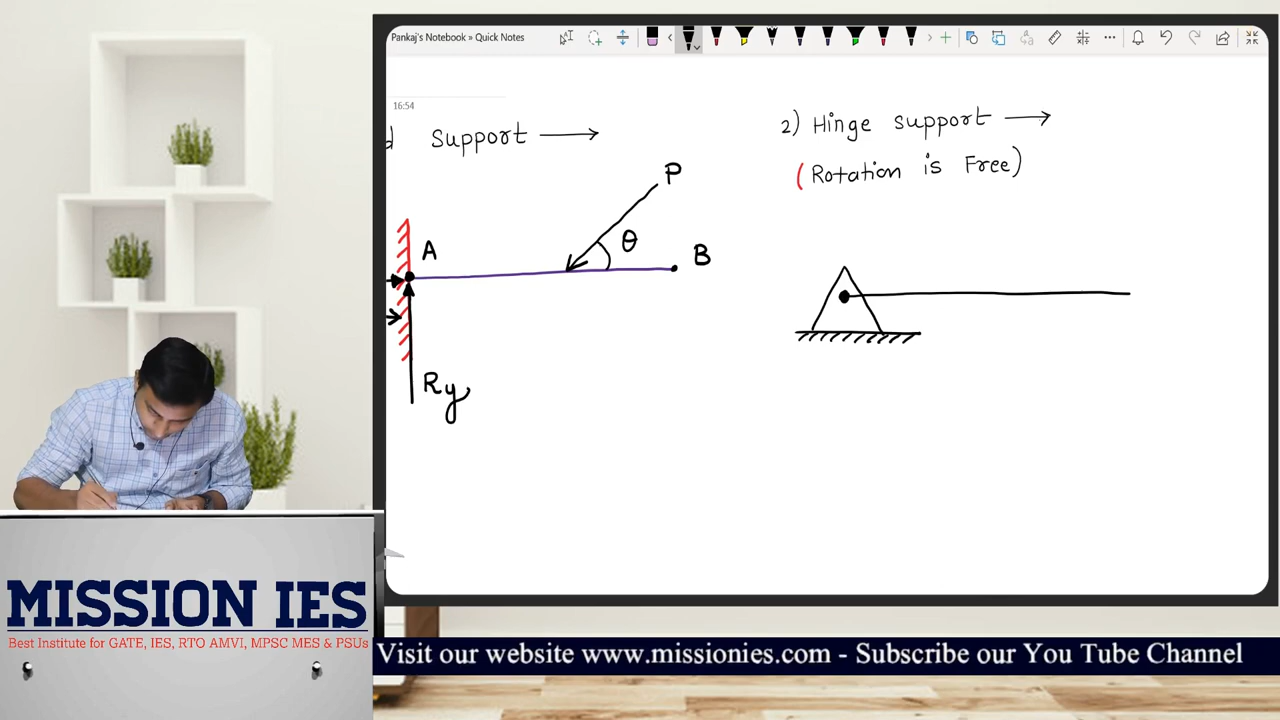 Pankaj's Notebook » Quick Notes
16:54
d Support
P
θ
A
B
Ry
2) Hinge support
(Rotation is Free)
MISSION IES
Best Institute for GATE, IES, RTO AMVI, MPSC MES & PSUs
Visit our website www.missionies.com - Subscribe our You Tube Channel